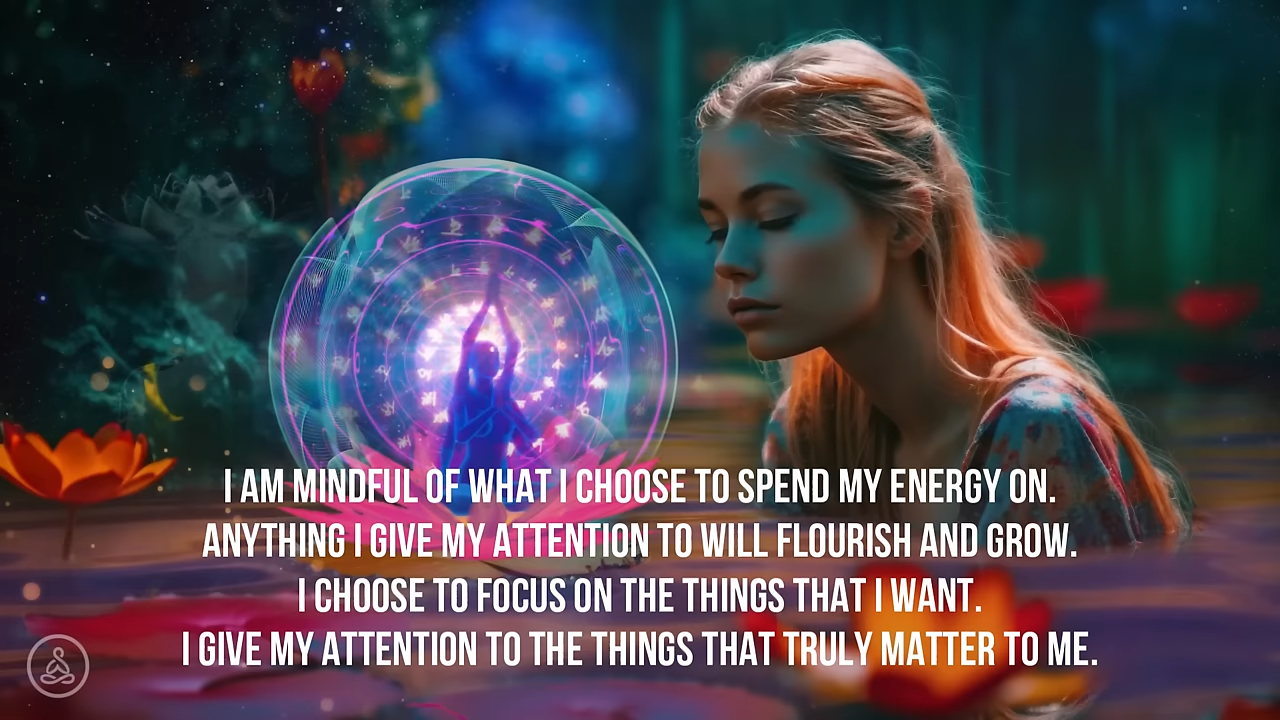 I AM MINDFUL OF WHAT I CHOOSE TO SPEND MY ENERGY ON.
ANYTHING I GIVE MY ATTENTION TO WILL FLOURISH AND GROW.
I CHOOSE TO FOCUS ON THE THINGS THAT I WANT.
I GIVE MY ATTENTION TO THE THINGS THAT TRULY MATTER TO ME.